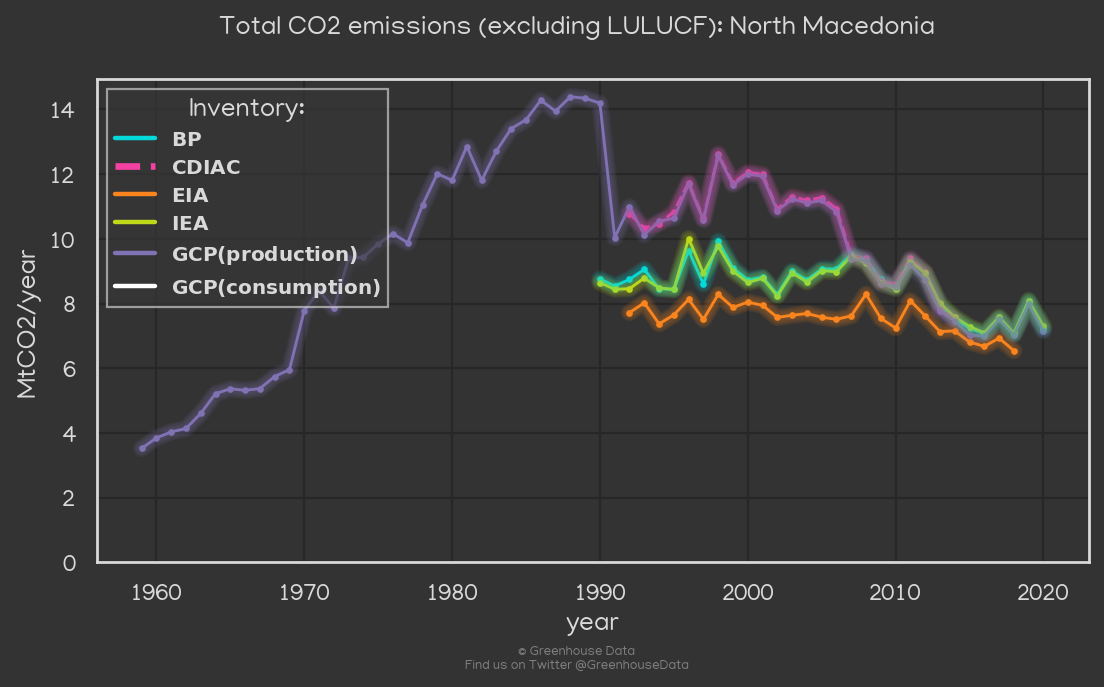 Total CO2 emissions (excluding LULUCF): North Macedonia
Inventory:
BP
CDIAC
EIA
IEA
GCP(production)
GCP(consumption)
MtCO2/year
14
12
10
8
6
4
2
0
1960 1970 1980 1990 2000 2010 2020
year
© Greenhouse Data
Find us on Twitter @GreenhouseData